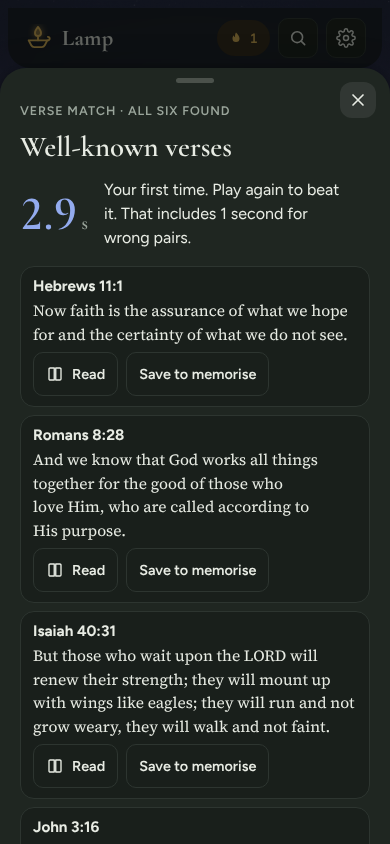 Lamp
1
VERSE MATCH · ALL SIX FOUND
Well-known verses
2.9 s
Your first time. Play again to beat
it. That includes 1 second for
wrong pairs.
Hebrews 11:1
Now faith is the assurance of what we hope
for and the certainty of what we do not see.
Read
Save to memorise
Romans 8:28
And we know that God works all things
together for the good of those who
love Him, who are called according to
His purpose.
Read
Save to memorise
Isaiah 40:31
But those who wait upon the LORD will
renew their strength; they will mount up
with wings like eagles; they will run and not
grow weary, they will walk and not faint.
Read
Save to memorise
John 3:16